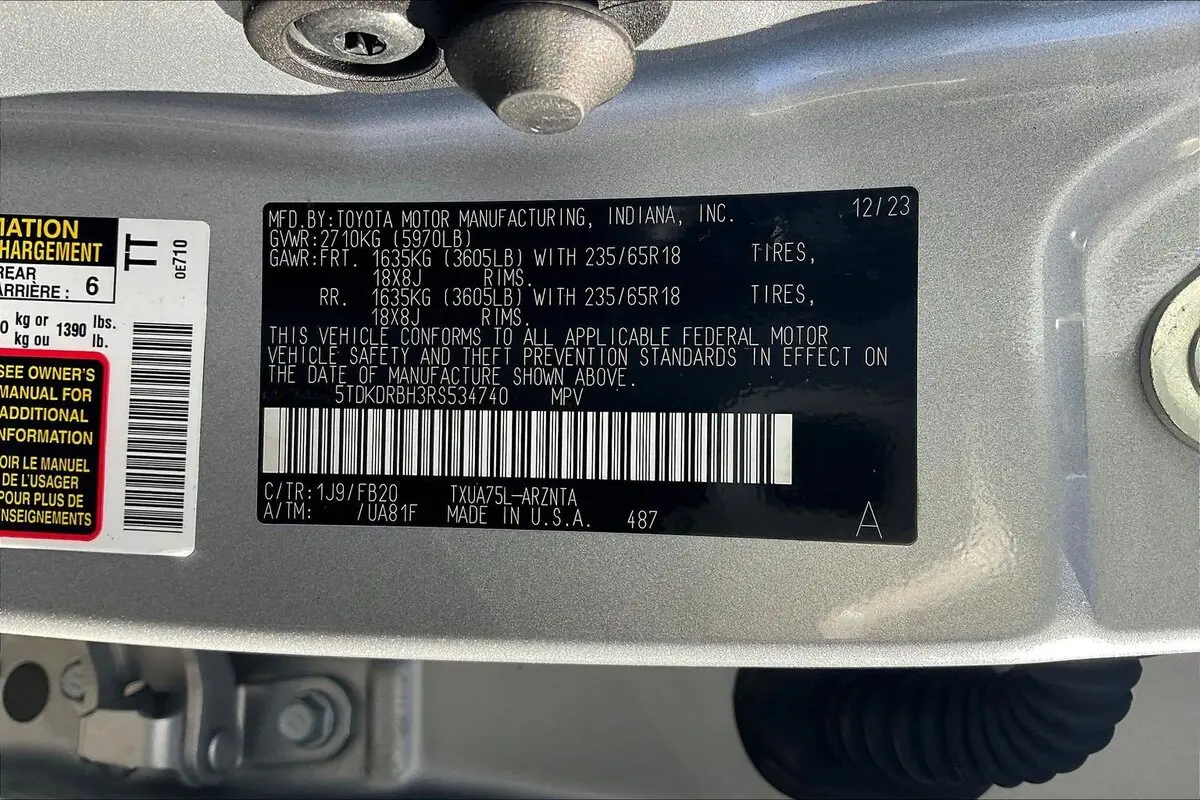 MATION
HARGEMENT
REAR
ARRIÈRE : 6
0 kg or 1390 lbs.
kg ou lb.
SEE OWNER'S
MANUAL FOR
ADDITIONAL
NFORMATION
OIR LE MANUEL
DE L'USAGER
POUR PLUS DE
NSEIGNEMENTS
TT
0E710
MFD.BY:TOYOTA MOTOR MANUFACTURING, INDIANA, INC. 12/23
GVWR:2710KG (5970LB)
GAWR:FRT. 1635KG (3605LB) WITH 235/65R18 TIRES,
18X8J RIMS.
RR. 1635KG (3605LB) WITH 235/65R18 TIRES,
18X8J RIMS.
THIS VEHICLE CONFORMS TO ALL APPLICABLE FEDERAL MOTOR
VEHICLE SAFETY AND THEFT PREVENTION STANDARDS IN EFFECT ON
THE DATE OF MANUFACTURE SHOWN ABOVE.
5TDKDRBH3RS534740 MPV
C/TR:1J9/FB20 TXUA75L-ARZNTA
A/TM: /UA81F MADE IN U.S.A. 487
A